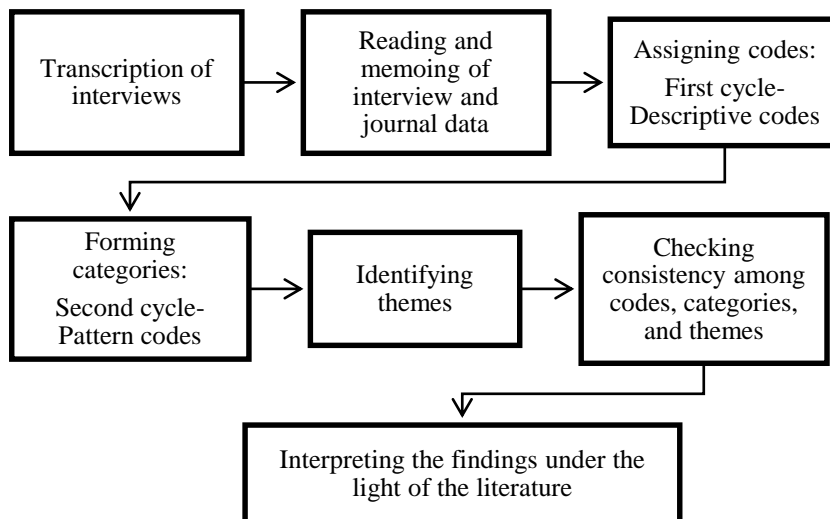 Transcription of
interviews
Reading and
memoing of
interview and
journal data
Assigning codes:
First cycle-
Descriptive codes
Forming
categories:
Second cycle-
Pattern codes
Identifying
themes
Checking
consistency among
codes, categories,
and themes
Interpreting the findings under the
light of the literature